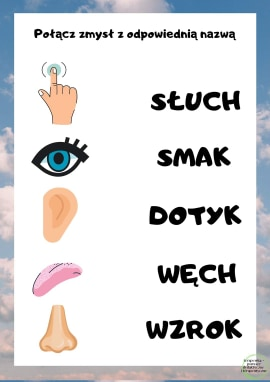 Połącz zmysł z odpowiednią nazwą
SŁUCH
SMAK
DOTYK
WĘCH
WZROK